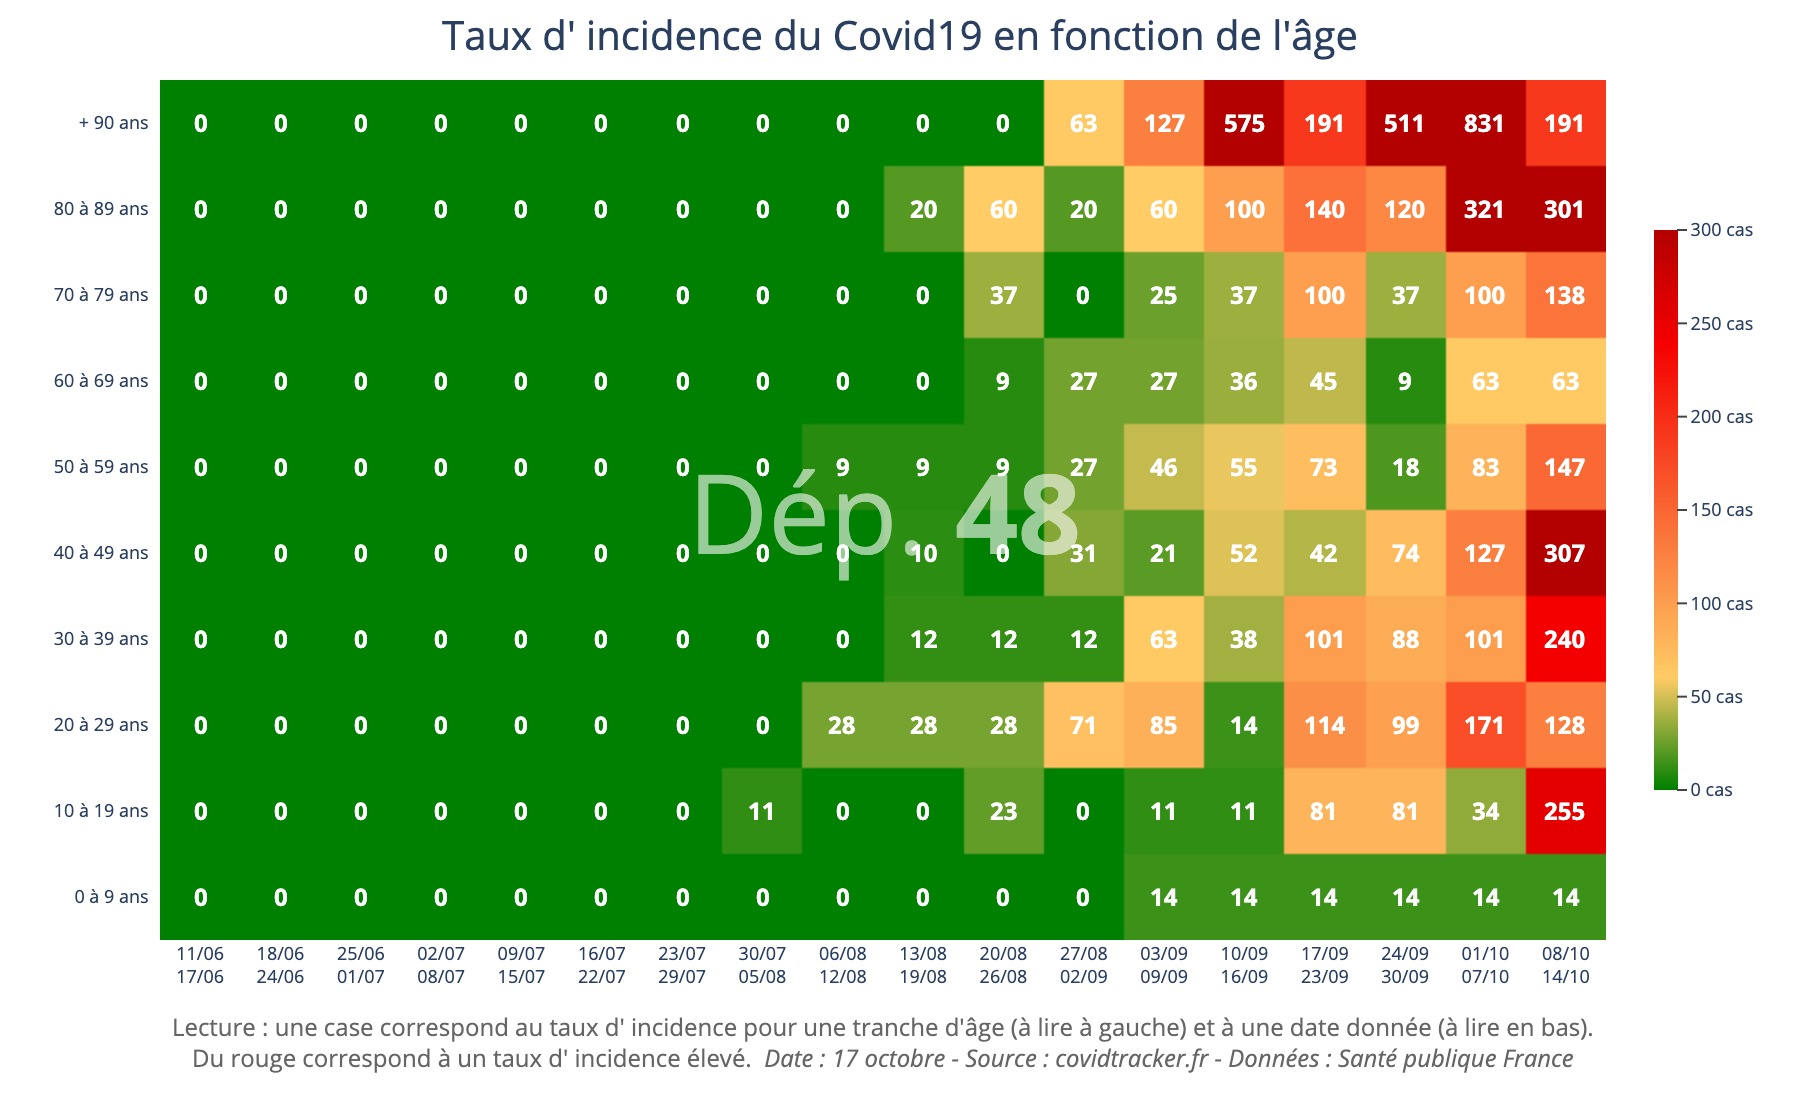 Taux d' incidence du Covid19 en fonction de l'âge
+ 90 ans 0 0 0 0 0 0 0 0 0 0 0 63 127 575 191 511 831 191
80 à 89 ans 0 0 0 0 0 0 0 0 0 20 60 20 60 100 140 120 321 301
70 à 79 ans 0 0 0 0 0 0 0 0 0 0 37 0 25 37 100 37 100 138
60 à 69 ans 0 0 0 0 0 0 0 0 0 0 9 27 27 36 45 9 63 63
50 à 59 ans 0 0 0 0 0 0 0 0 9 9 9 27 46 55 73 18 83 147
Dép. 48
40 à 49 ans 0 0 0 0 0 0 0 0 0 10 0 31 21 52 42 74 127 307
30 à 39 ans 0 0 0 0 0 0 0 0 0 12 12 12 63 38 101 88 101 240
20 à 29 ans 0 0 0 0 0 0 0 0 28 28 28 71 85 14 114 99 171 128
10 à 19 ans 0 0 0 0 0 0 0 11 0 0 23 0 11 11 81 81 34 255
0 à 9 ans 0 0 0 0 0 0 0 0 0 0 0 0 14 14 14 14 14 14
11/06 18/06 25/06 02/07 09/07 16/07 23/07 30/07 06/08 13/08 20/08 27/08 03/09 10/09 17/09 24/09 01/10 08/10
17/06 24/06 01/07 08/07 15/07 22/07 29/07 05/08 12/08 19/08 26/08 02/09 09/09 16/09 23/09 30/09 07/10 14/10
300 cas
250 cas
200 cas
150 cas
100 cas
50 cas
0 cas
Lecture : une case correspond au taux d' incidence pour une tranche d'âge (à lire à gauche) et à une date donnée (à lire en bas).
Du rouge correspond à un taux d' incidence élevé. Date : 17 octobre - Source : covidtracker.fr - Données : Santé publique France